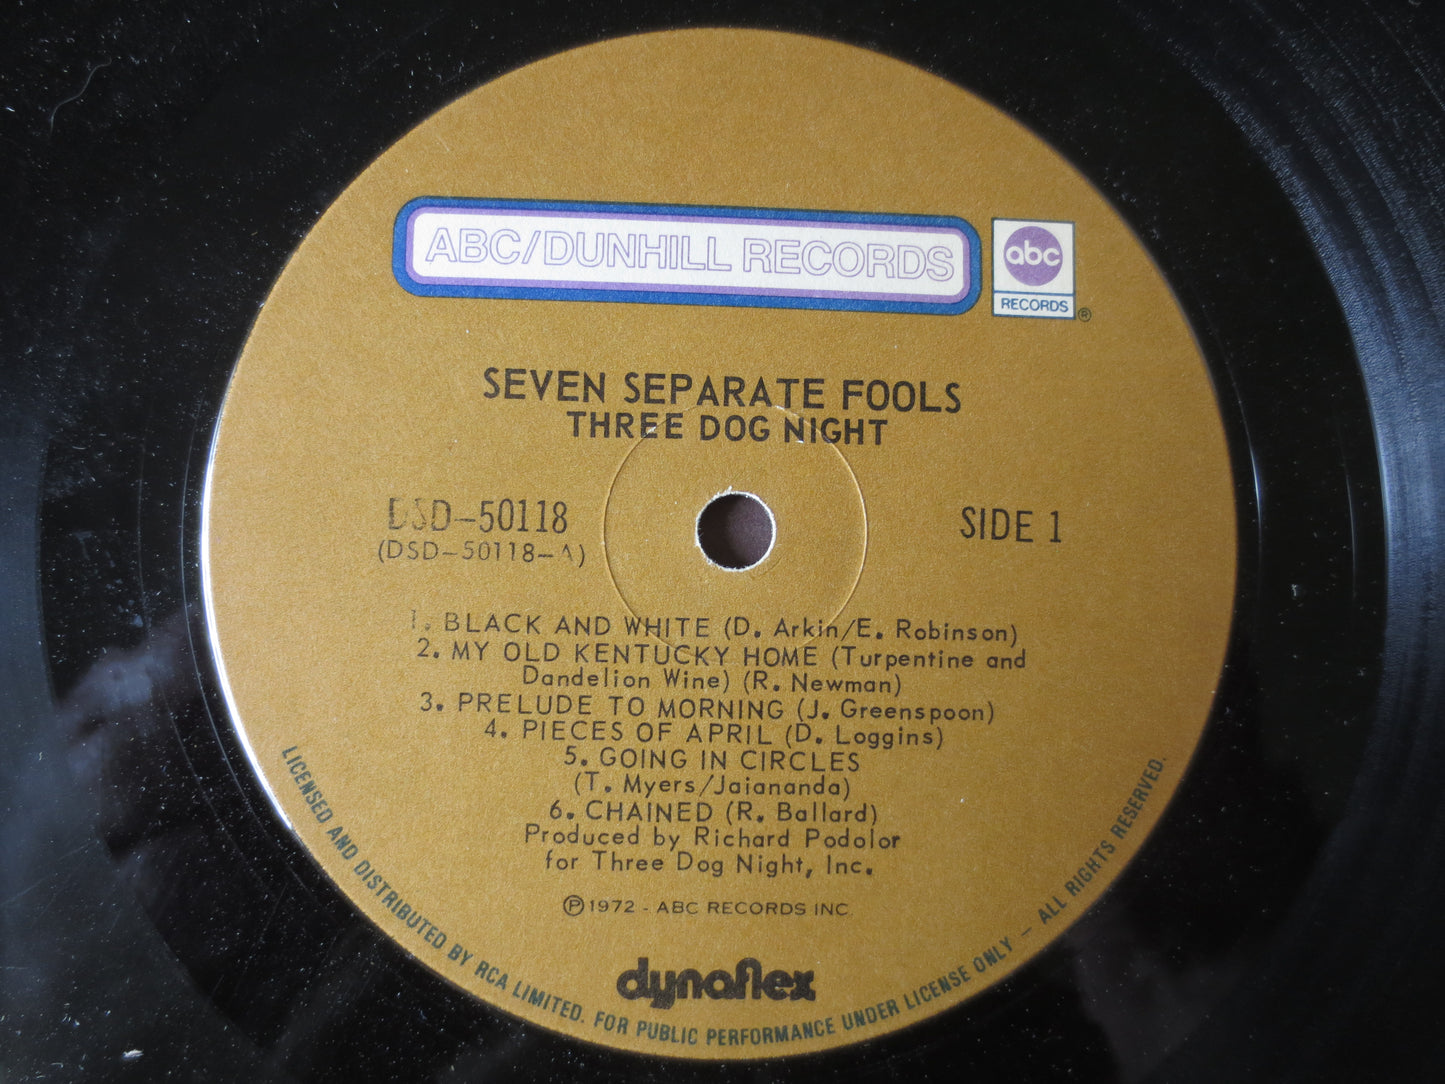 ABC/DUNHILL RECORDS
abc
RECORDS
®
SEVEN SEPARATE FOOLS
THREE DOG NIGHT
DSD-50118
(DSD-50118-A)
SIDE 1
1. BLACK AND WHITE (D. Arkin/E. Robinson)
2. MY OLD KENTUCKY HOME (Turpentine and
Dandelion Wine) (R. Newman)
3. PRELUDE TO MORNING (J. Greenspoon)
4. PIECES OF APRIL (D. Loggins)
5. GOING IN CIRCLES
(T. Myers/Jaiananda)
6. CHAINED (R. Ballard)
Produced by Richard Podolor
for Three Dog Night, Inc.
Ⓟ1972 - ABC RECORDS INC.
dynaflex
LICENSED AND DISTRIBUTED BY RCA LIMITED. FOR PUBLIC PERFORMANCE UNDER LICENSE ONLY — ALL RIGHTS RESERVED.